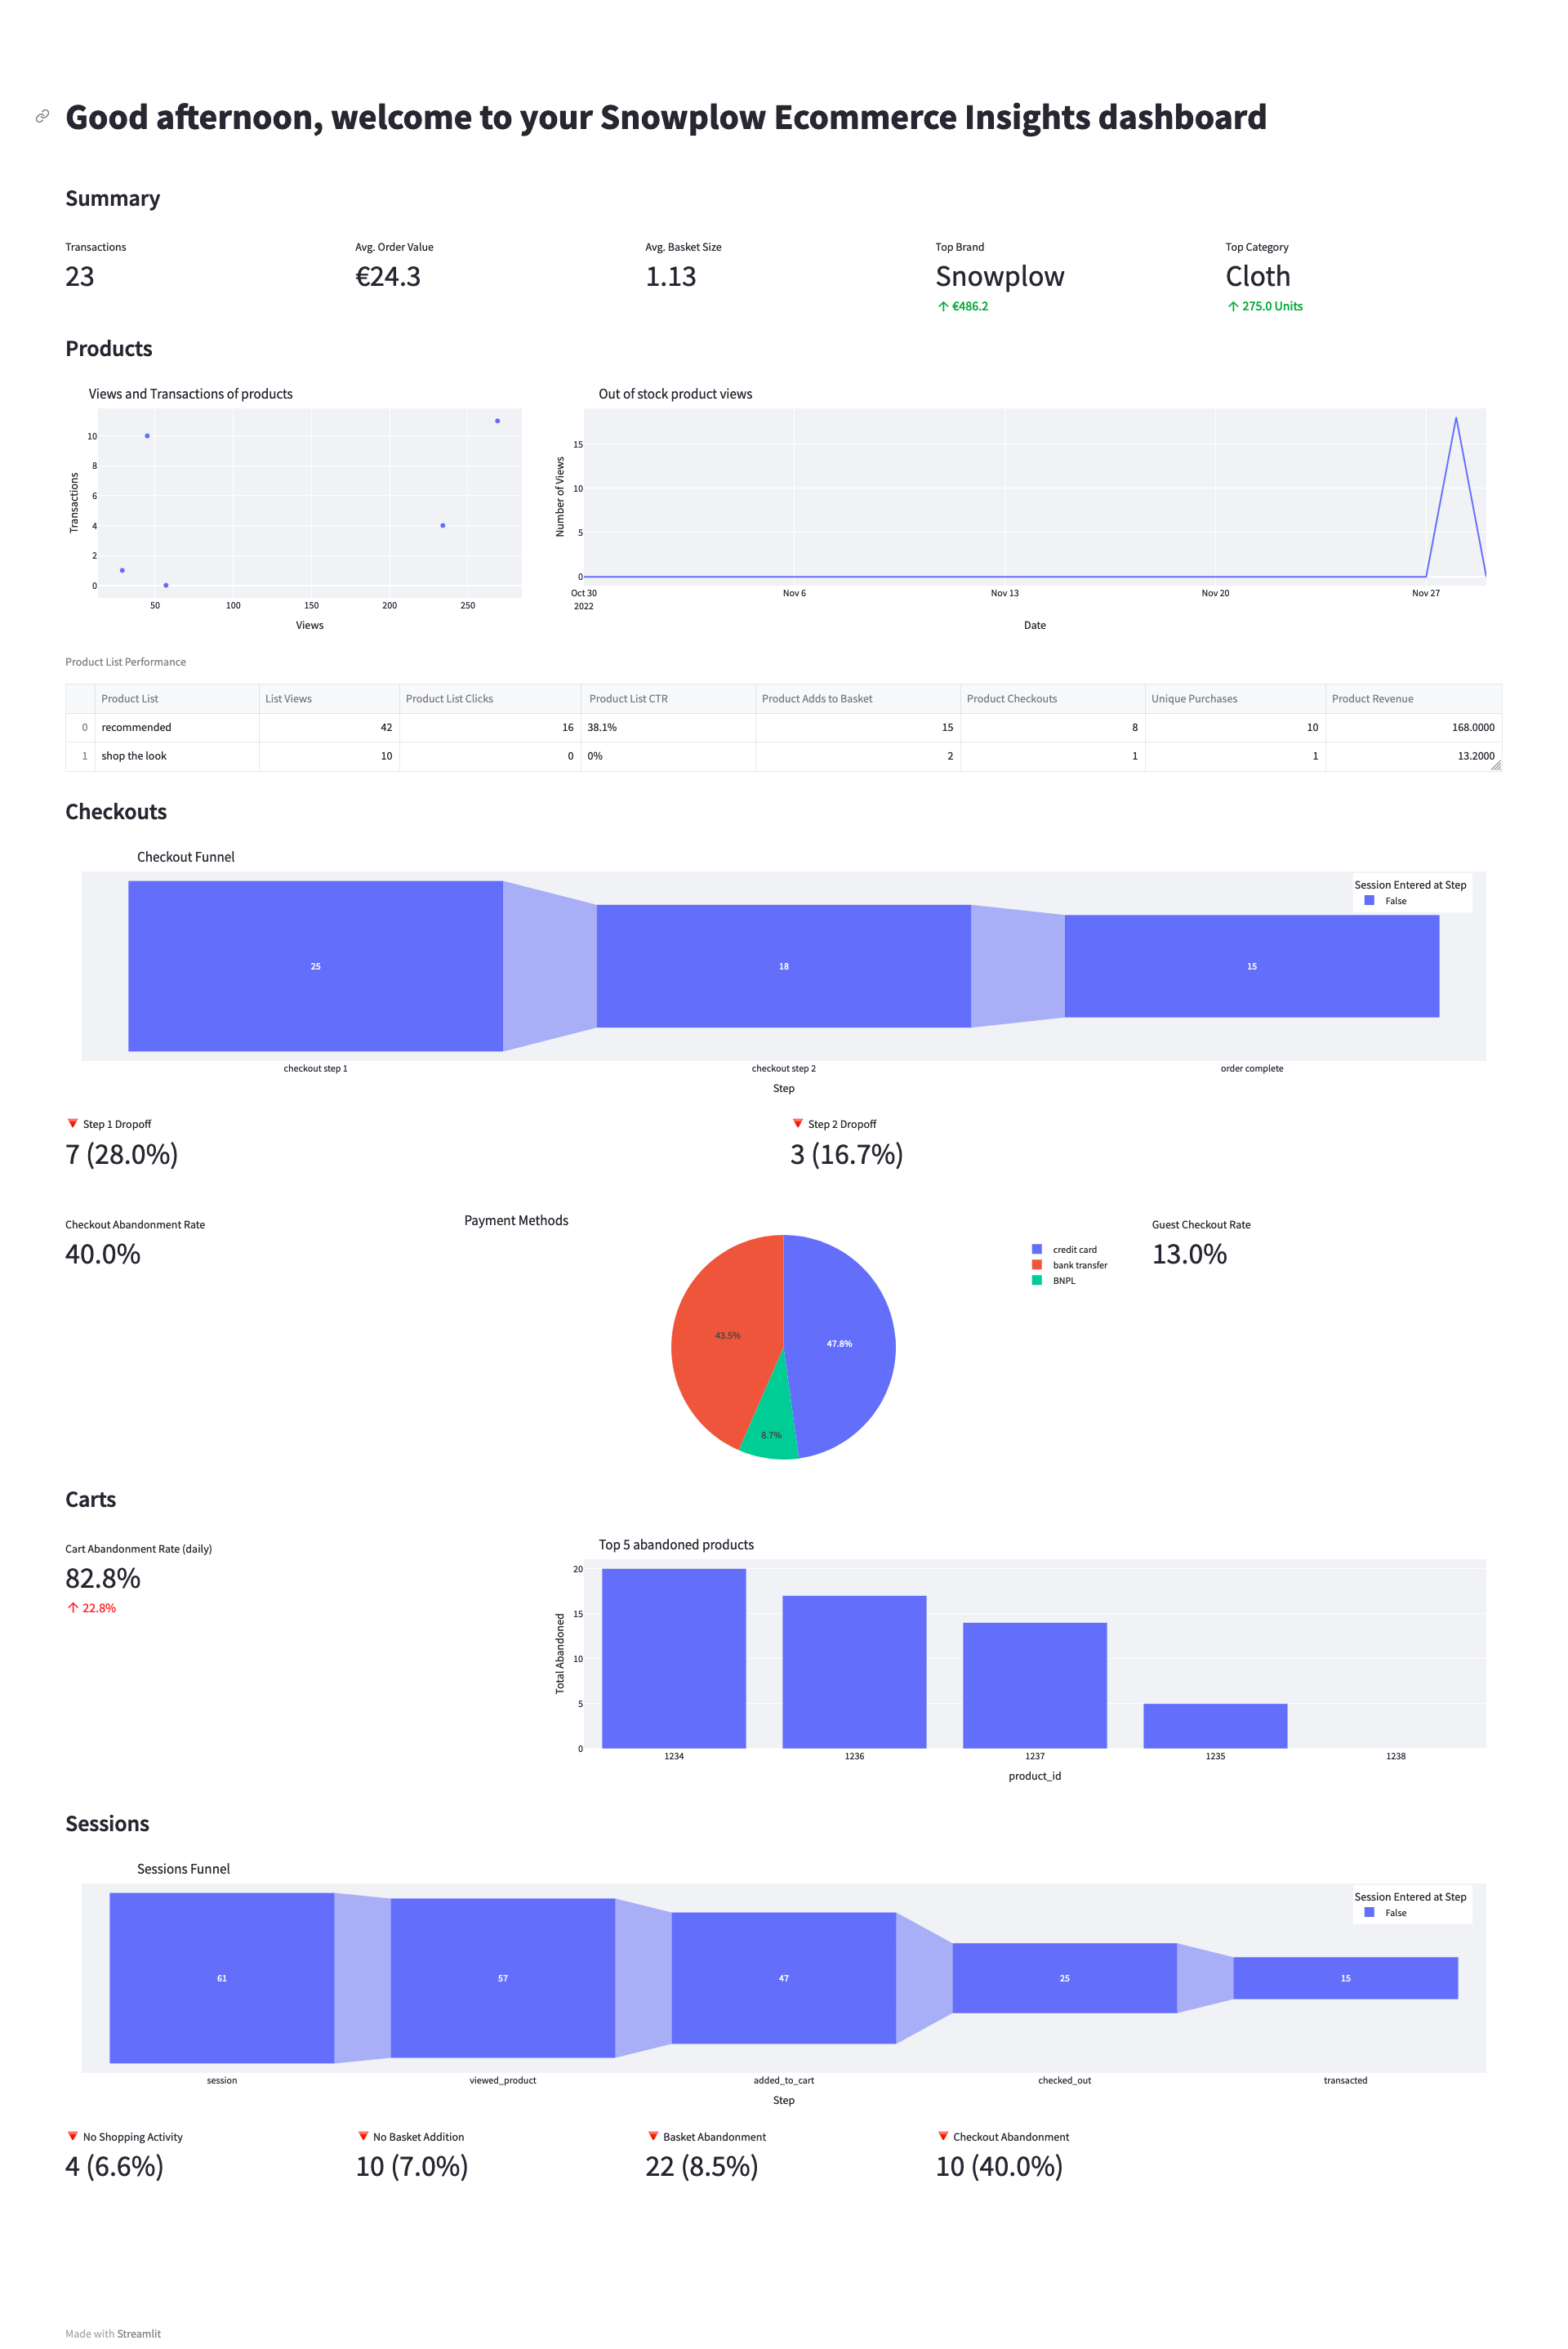 Good afternoon, welcome to your Snowplow Ecommerce Insights dashboard
Summary
Transactions
23
Avg. Order Value
€24.3
Avg. Basket Size
1.13
Top Brand
Snowplow
↑ €486.2
Top Category
Cloth
↑ 275.0 Units
Products
Views and Transactions of products
Transactions
10
8
6
4
2
0
50 100 150 200 250
Views
Out of stock product views
Number of Views
15
10
5
0
Oct 30 Nov 6 Nov 13 Nov 20 Nov 27
2022
Date
Product List Performance
Product List List Views Product List Clicks Product List CTR Product Adds to Basket Product Checkouts Unique Purchases Product Revenue
0 recommended 42 16 38.1% 15 8 10 168.0000
1 shop the look 10 0 0% 2 1 1 13.2000
Checkouts
Checkout Funnel
Session Entered at Step
False
25 18 15
checkout step 1 checkout step 2 order complete
Step
Step 1 Dropoff
7 (28.0%)
Step 2 Dropoff
3 (16.7%)
Checkout Abandonment Rate
40.0%
Payment Methods
43.5%
47.8%
8.7%
credit card
bank transfer
BNPL
Guest Checkout Rate
13.0%
Carts
Cart Abandonment Rate (daily)
82.8%
↑ 22.8%
Top 5 abandoned products
Total Abandoned
20
15
10
5
0
1234 1236 1237 1235 1238
product_id
Sessions
Sessions Funnel
Session Entered at Step
False
61 57 47 25 15
session viewed_product added_to_cart checked_out transacted
Step
No Shopping Activity
4 (6.6%)
No Basket Addition
10 (7.0%)
Basket Abandonment
22 (8.5%)
Checkout Abandonment
10 (40.0%)
Made with Streamlit